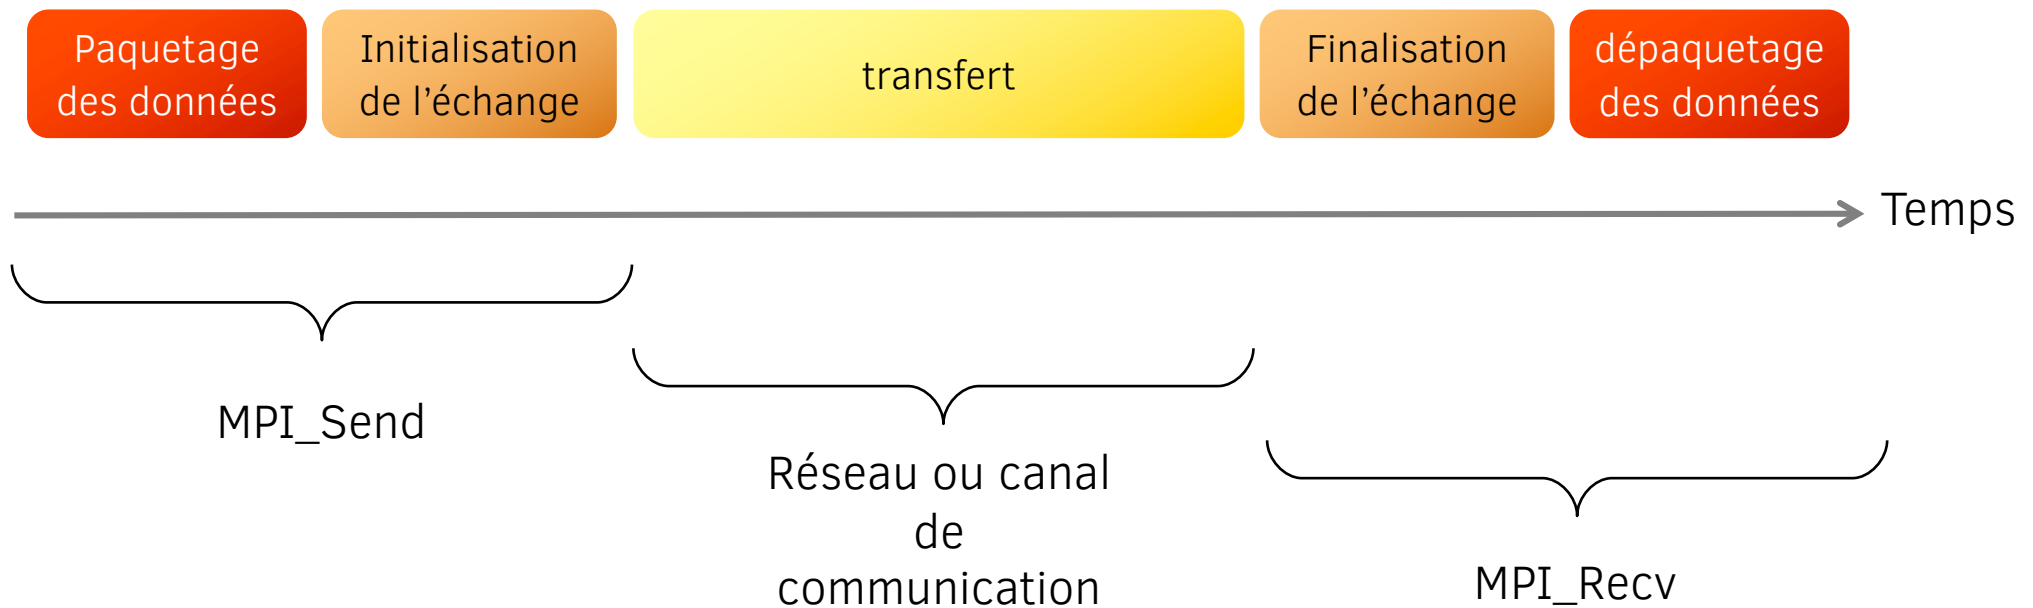 Paquetage
des données
Initialisation
de l'échange
transfert
Finalisation
de l'échange
dépaquetage
des données
Temps
MPI_Send
Réseau ou canal
de
communication
MPI_Recv